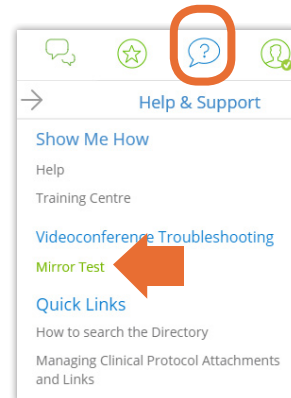 ?
Help & Support
Show Me How
Help
Training Centre
Videoconference Troubleshooting
Mirror Test
Quick Links
How to search the Directory
Managing Clinical Protocol Attachments
and Links